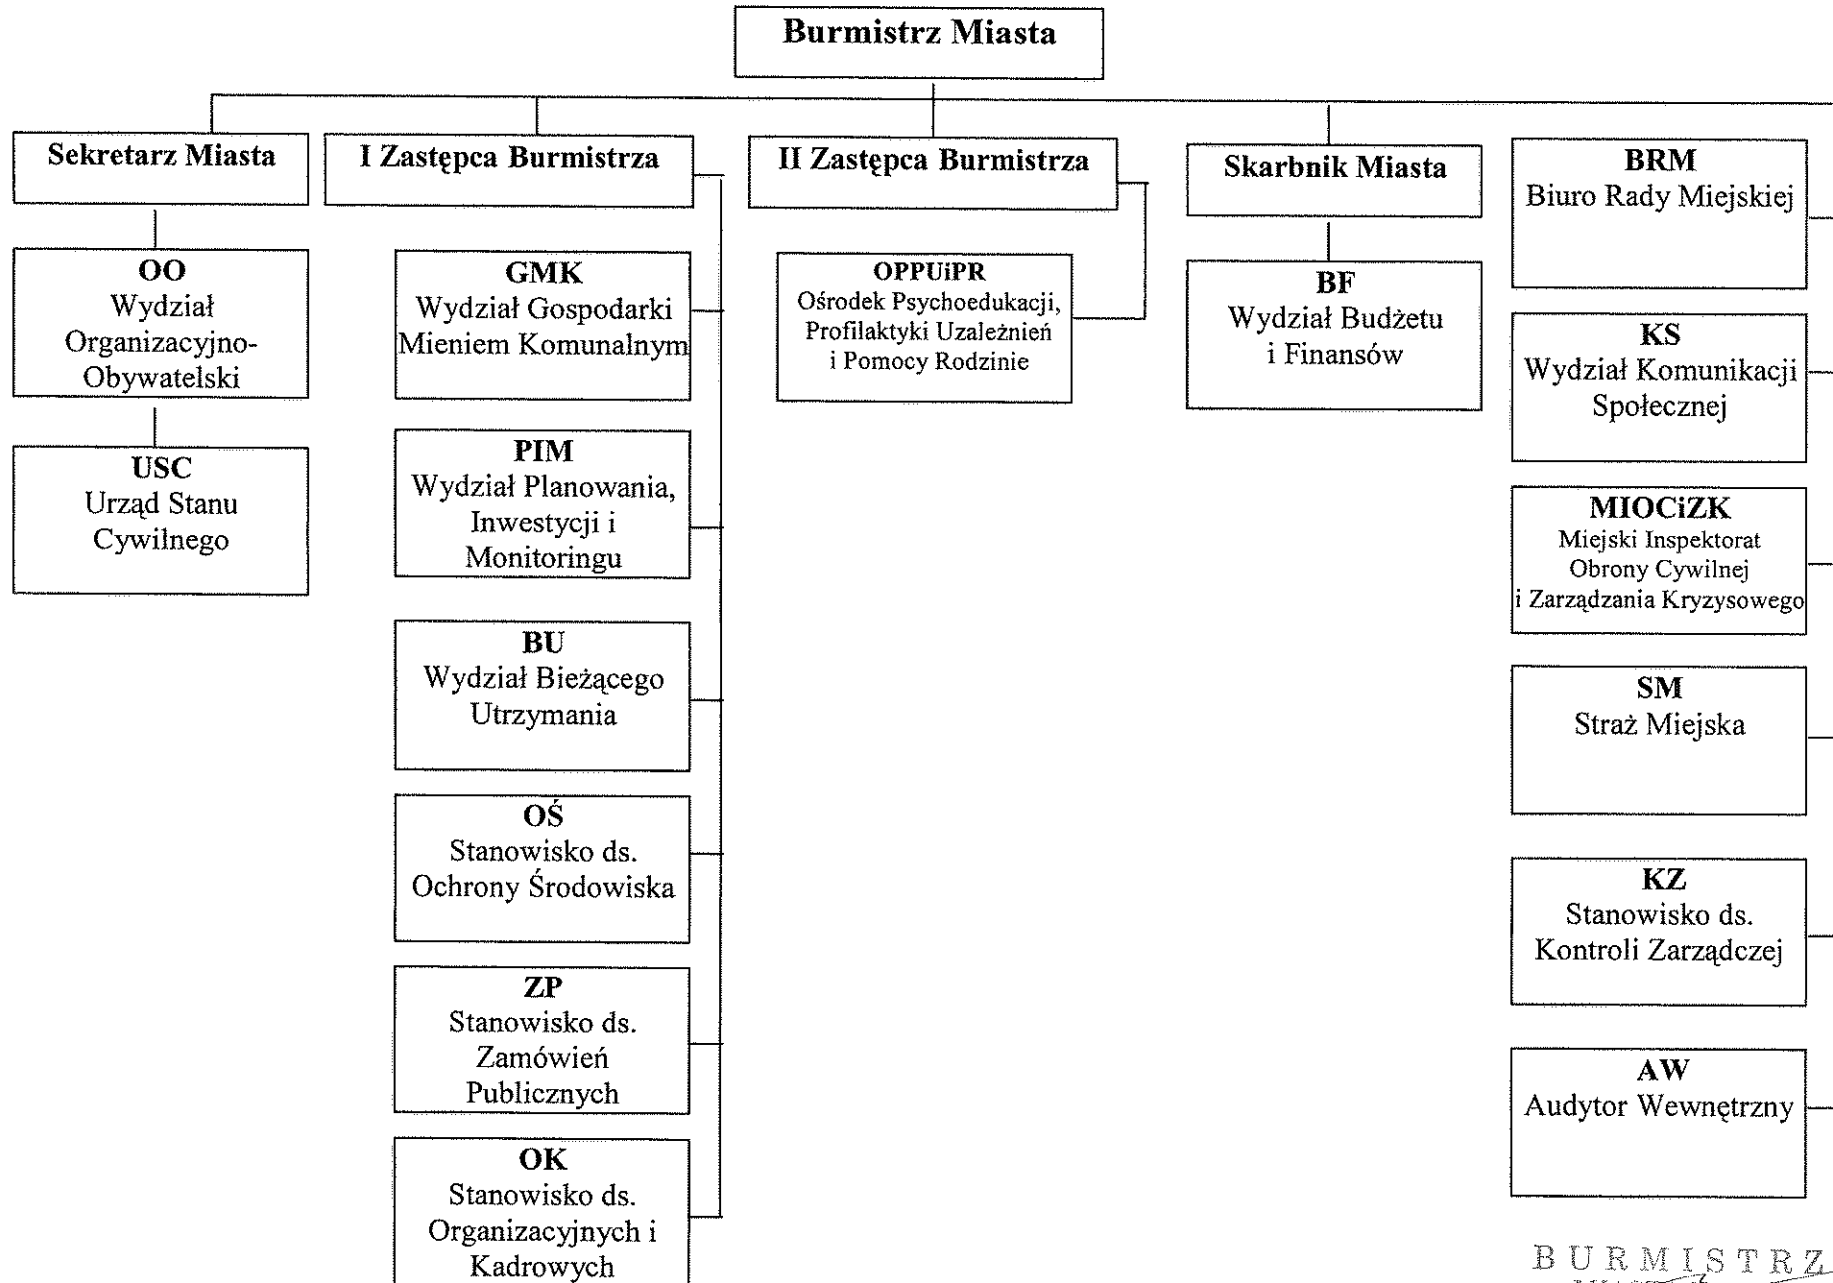 Burmistrz Miasta
Sekretarz Miasta
I Zastępca Burmistrza
II Zastępca Burmistrza
Skarbnik Miasta
OO
Wydział
Organizacyjno-
Obywatelski
USC
Urząd Stanu
Cywilnego
GMK
Wydział Gospodarki
Mieniem Komunalnym
PIM
Wydział Planowania,
Inwestycji i
Monitoringu
BU
Wydział Bieżącego
Utrzymania
OŚ
Stanowisko ds.
Ochrony Środowiska
ZP
Stanowisko ds.
Zamówień
Publicznych
OK
Stanowisko ds.
Organizacyjnych i
Kadrowych
OPPUiPR
Ośrodek Psychoedukacji,
Profilaktyki Uzależnień
i Pomocy Rodzinie
BF
Wydział Budżetu
i Finansów
BRM
Biuro Rady Miejskiej
KS
Wydział Komunikacji
Społecznej
MIOCiZK
Miejski Inspektorat
Obrony Cywilnej
i Zarządzania Kryzysowego
SM
Straż Miejska
KZ
Stanowisko ds.
Kontroli Zarządczej
AW
Audytor Wewnętrzny
BURMISTRZ